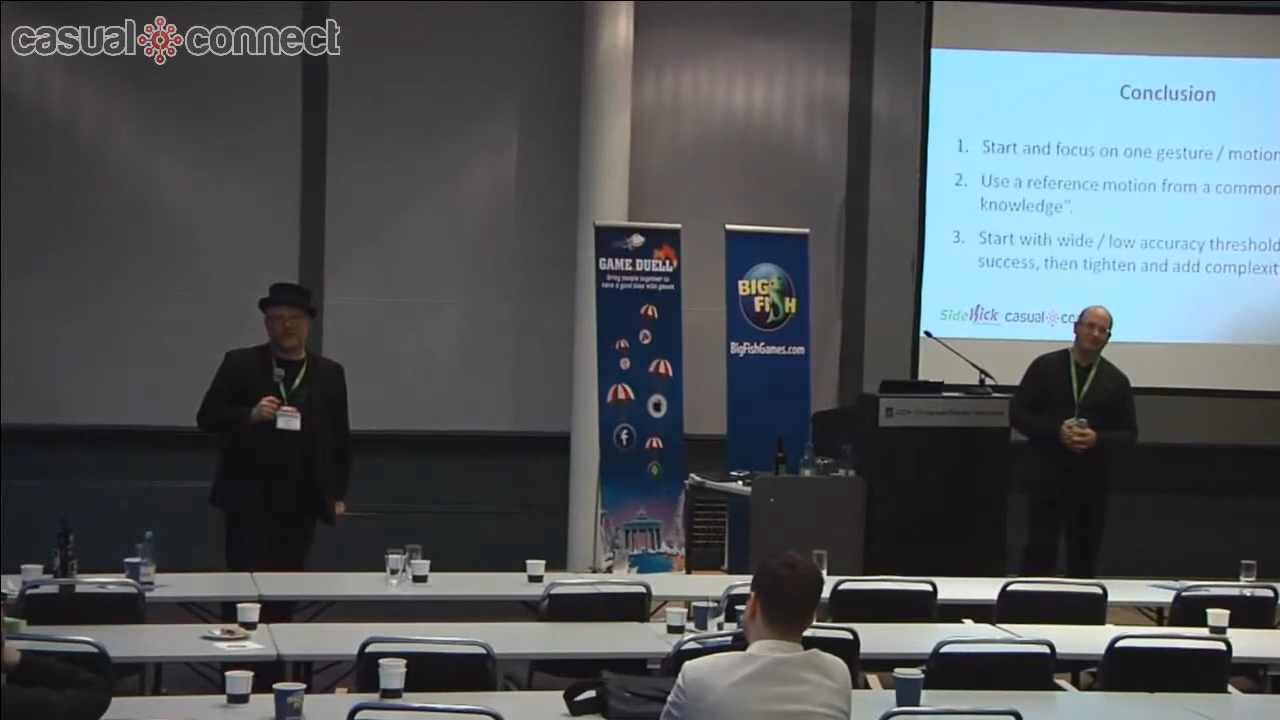 casual connect
Conclusion
1. Start and focus on one gesture / motion
2. Use a reference motion from a common
knowledge”.
3. Start with wide / low accuracy threshold
success, then tighten and add complexity
SideKick casual
GAME DUELL
Bring people together to
have a good time with games
BIG
FISH
BigFishGames.com
f